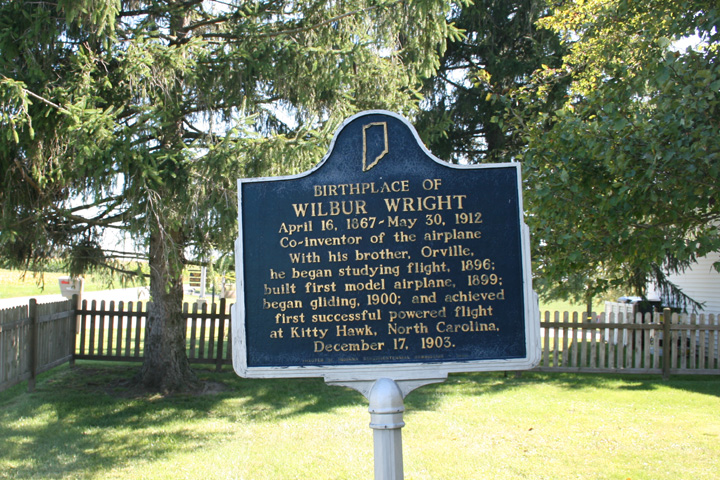 BIRTHPLACE OF
WILBUR WRIGHT
April 16, 1867-May 30, 1912
Co-inventor of the airplane
With his brother, Orville,
he began studying flight, 1896;
built first model airplane, 1899;
began gliding, 1900; and achieved
first successful powered flight
at Kitty Hawk, North Carolina,
December 17, 1903.